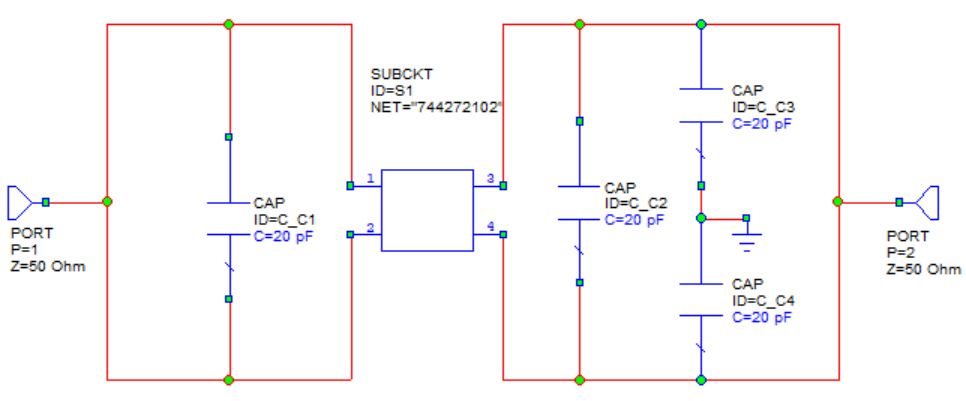 SUBCKT
ID=S1
NET="744272102"
CAP
ID=C_C3
C=20 pF
1
3
2
4
CAP
ID=C_C1
C=20 pF
CAP
ID=C_C2
C=20 pF
PORT
P=1
Z=50 Ohm
PORT
P=2
Z=50 Ohm
CAP
ID=C_C4
C=20 pF